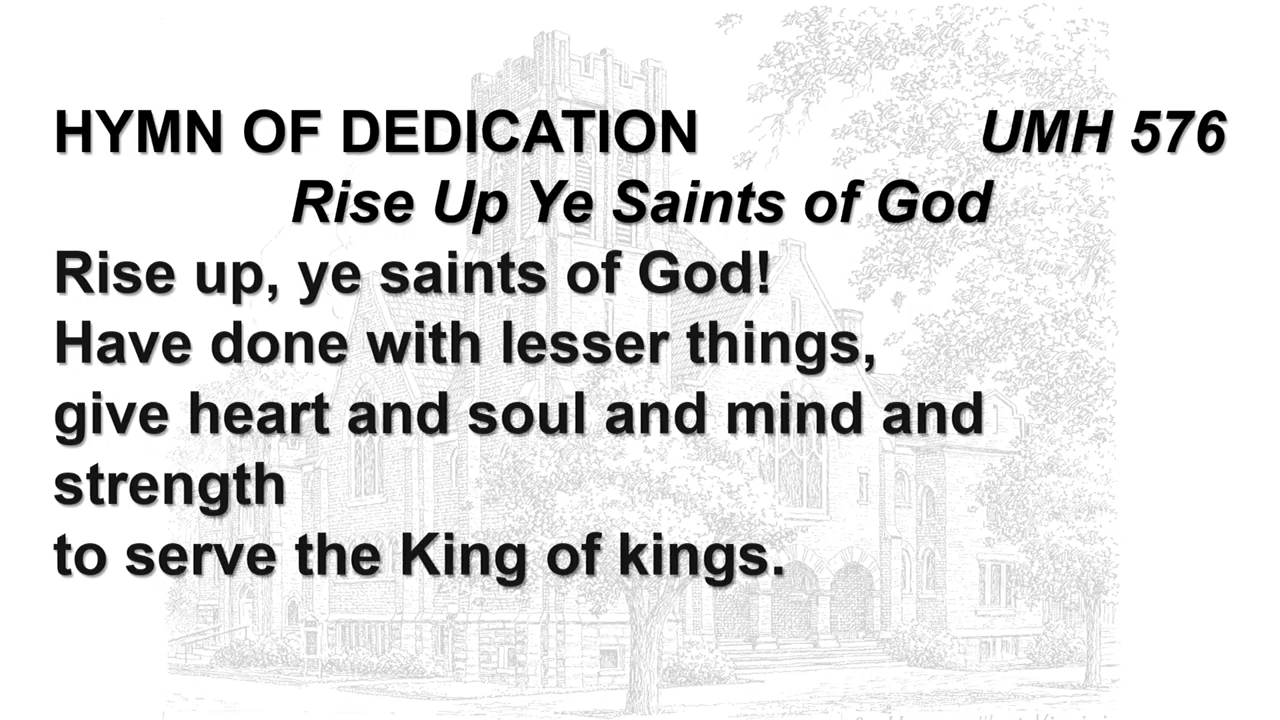 HYMN OF DEDICATION UMH 576
Rise Up Ye Saints of God
Rise up, ye saints of God!
Have done with lesser things,
give heart and soul and mind and
strength
to serve the King of kings.